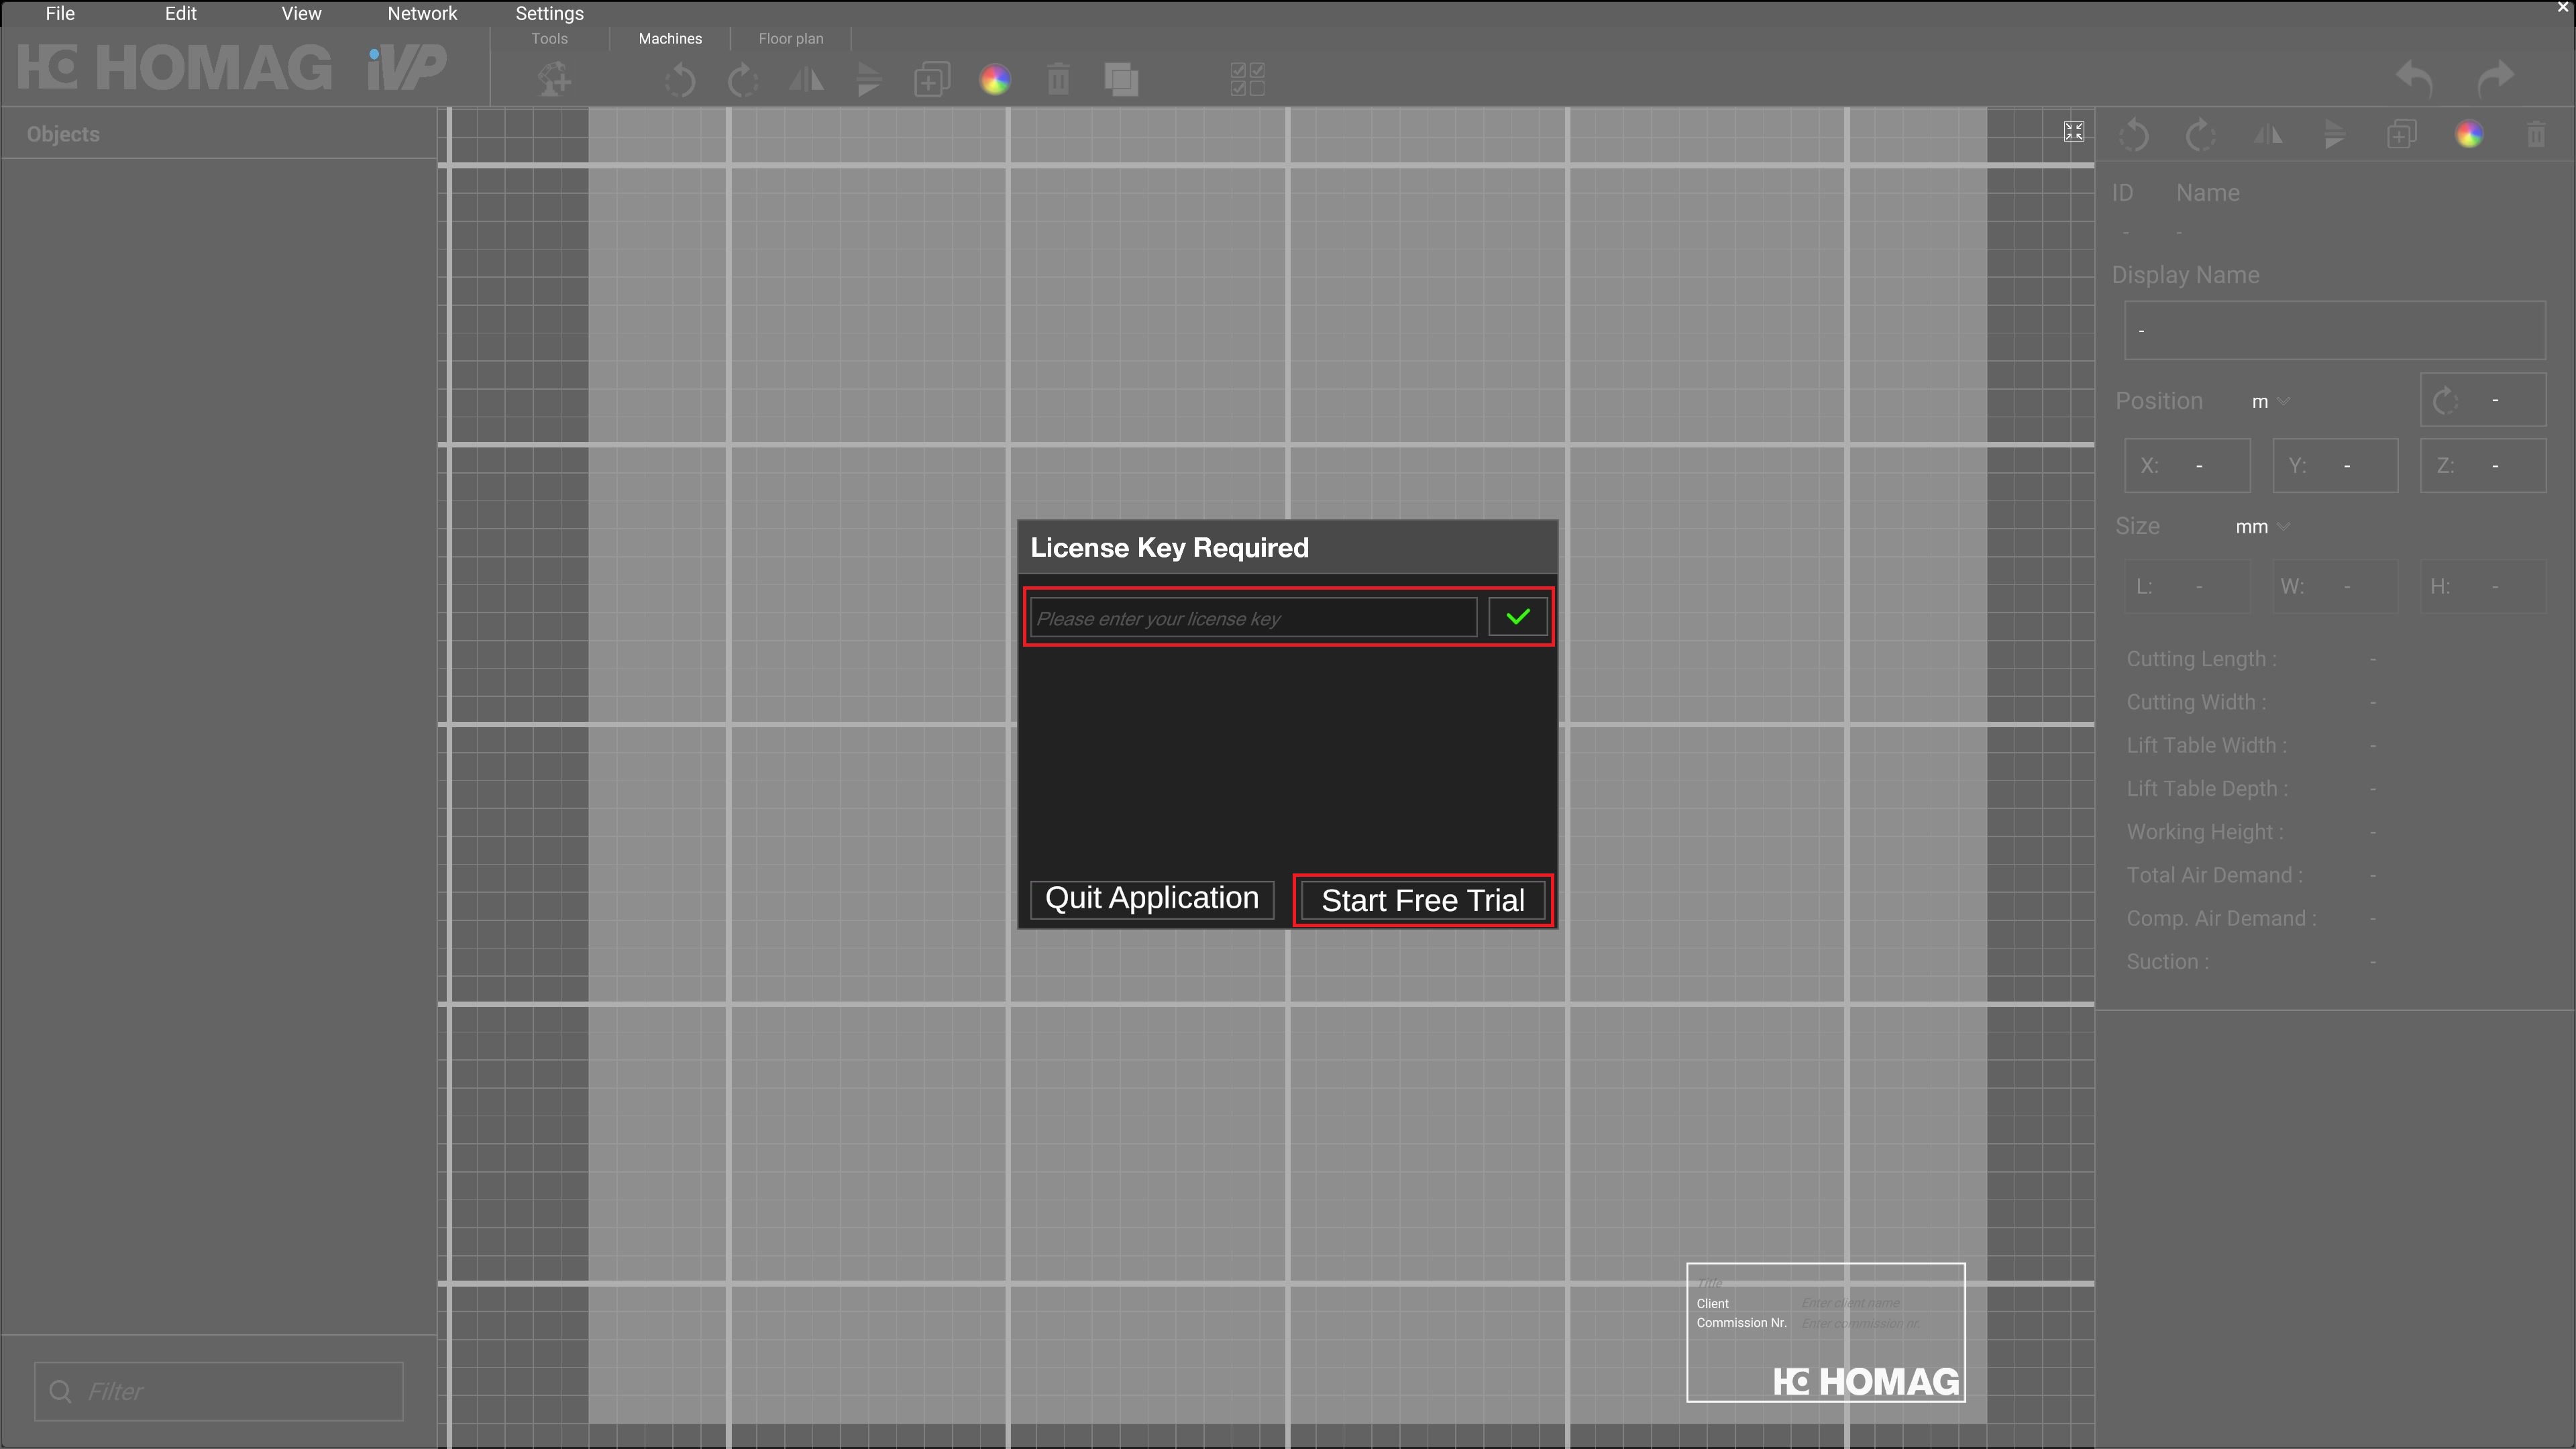 File Edit View Network Settings
Tools Machines Floor plan
HOMAG iVP
Objects
ID Name
- -
Display Name
-
Position m -
X: - Y: - Z: -
Size mm
L: - W: - H: -
Cutting Length : -
Cutting Width : -
Lift Table Width : -
Lift Table Depth : -
Working Height : -
Total Air Demand : -
Comp. Air Demand : -
Suction : -
License Key Required
Please enter your license key
Quit Application Start Free Trial
Title
Client Enter client name
Commission Nr. Enter commission nr.
HOMAG
Filter